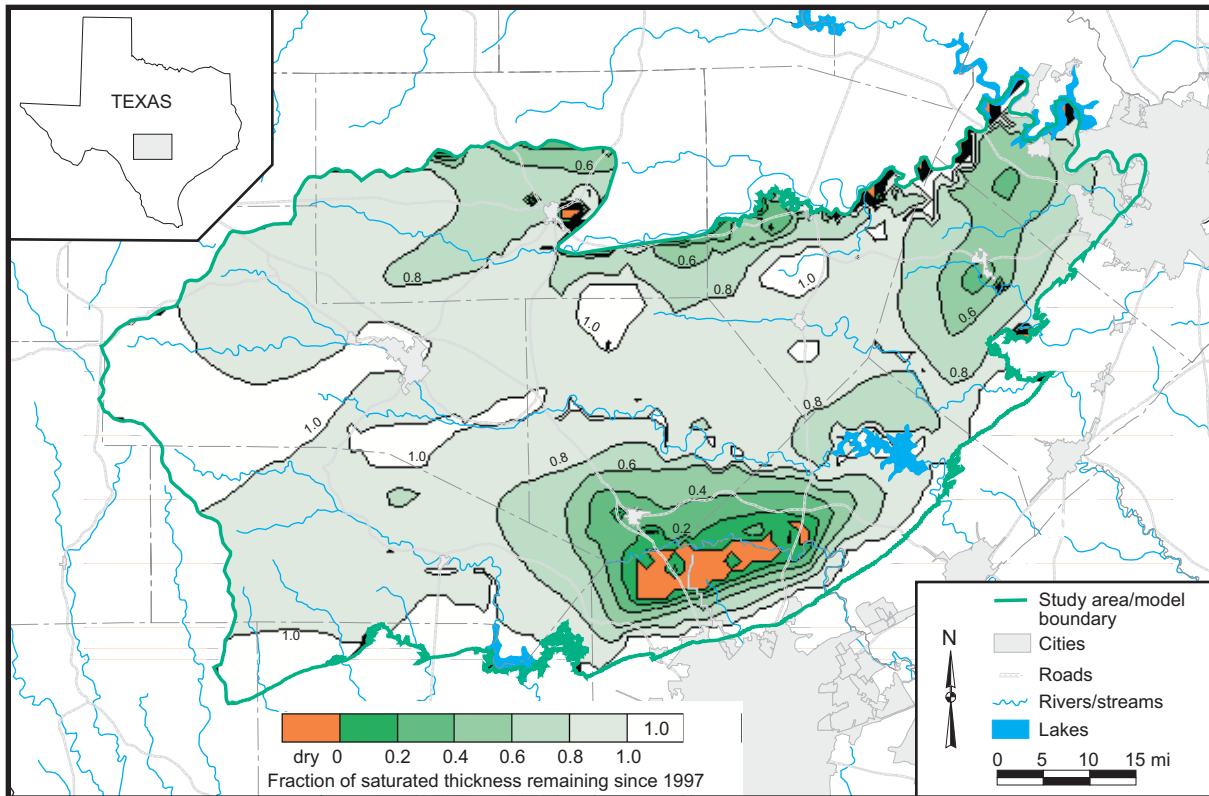 TEXAS
0.6
0.8
1.0
0.6
0.8
1.0
0.6
0.8
1.0
1.0
0.8
0.8
0.6
0.4
0.2
1.0
Study area/model
boundary
Cities
Roads
Rivers/streams
Lakes
N
0 5 10 15 mi
1.0
dry 0 0.2 0.4 0.6 0.8 1.0
Fraction of saturated thickness remaining since 1997